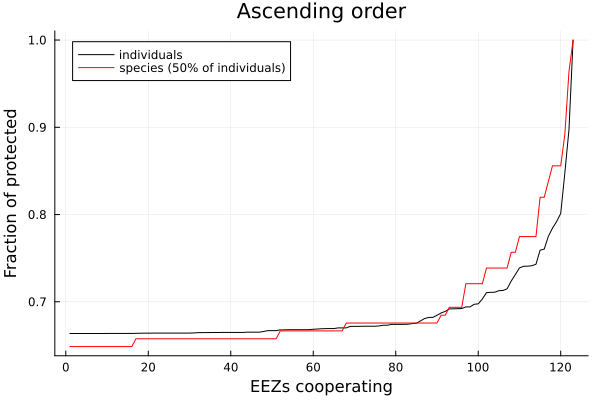 Ascending order
individuals
species (50% of individuals)
Fraction of protected
1.0
0.9
0.8
0.7
0 20 40 60 80 100 120
EEZs cooperating